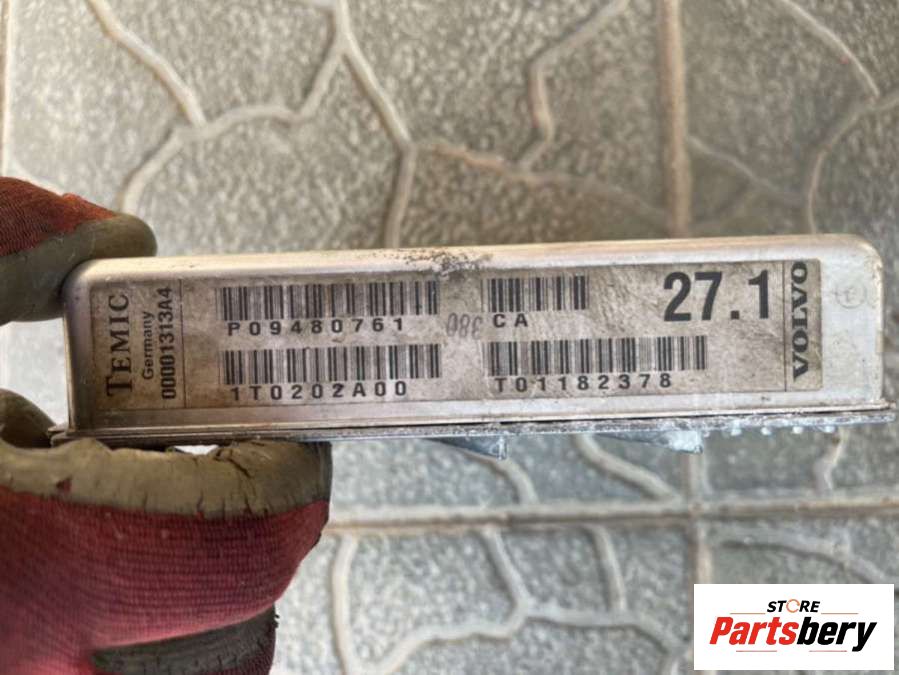 TEMIC
Germany
00001313A4
P09480761
380
CA
27.1
VOLVO
1T0202A00
T01182378
STORE
Partsbery